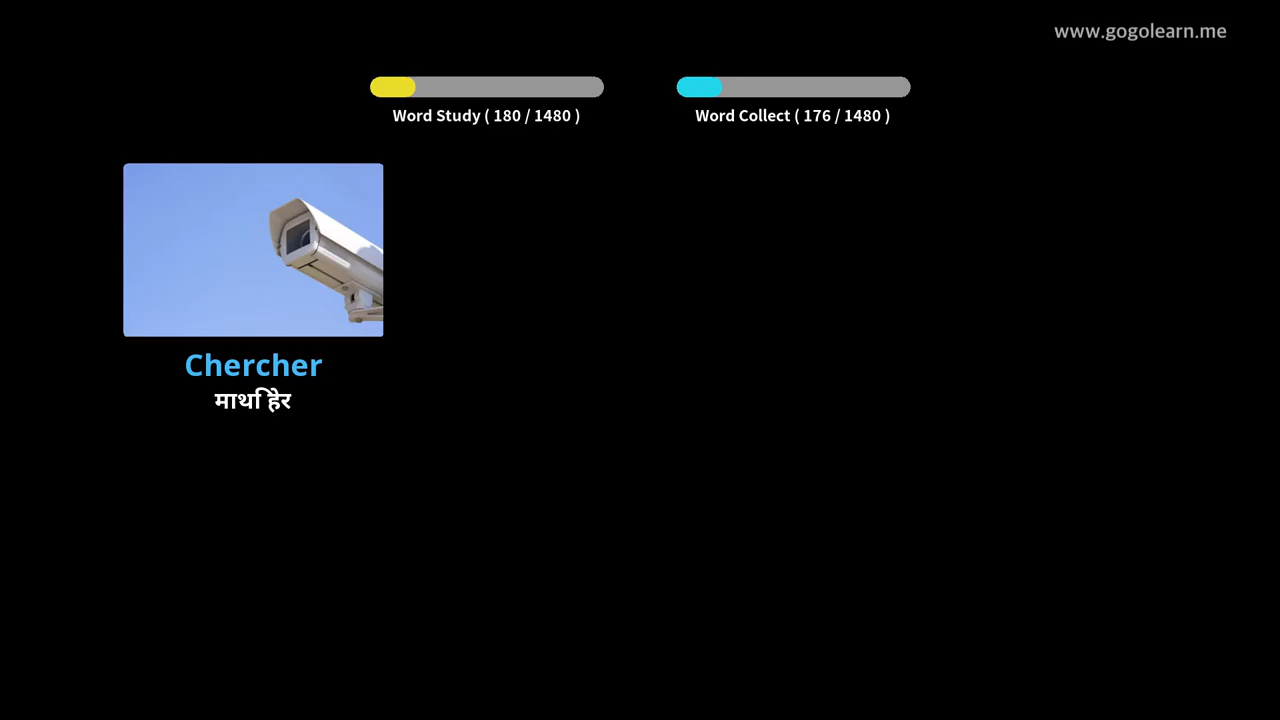 www.gogolearn.me
Word Study ( 180 / 1480 )
Word Collect ( 176 / 1480 )
Chercher
माथि हेर